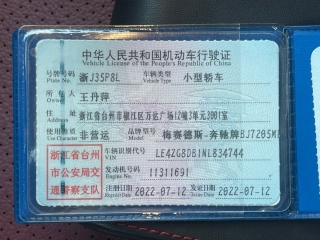 中华人民共和国机动车行驶证
Vehicle License of the People's Republic of China
号牌号码 浙J35P8L 车辆类型 小型轿车
Plate No. Vehicle Type
所有人 王丹萍
Owner
住址 浙江省台州市椒江区万达广场12幢3单元2001室
Address
使用性质 非营运 品牌型号 梅赛德斯-奔驰牌BJ7205
Use Character Model
浙江省台州市公安局交通警察支队
车辆识别代号 LE4ZG8DB1NL834744
VIN
发动机号码 11311691
Engine No.
注册日期 2022-07-12 发证日期 2022-07-12
Register Date Issue Date